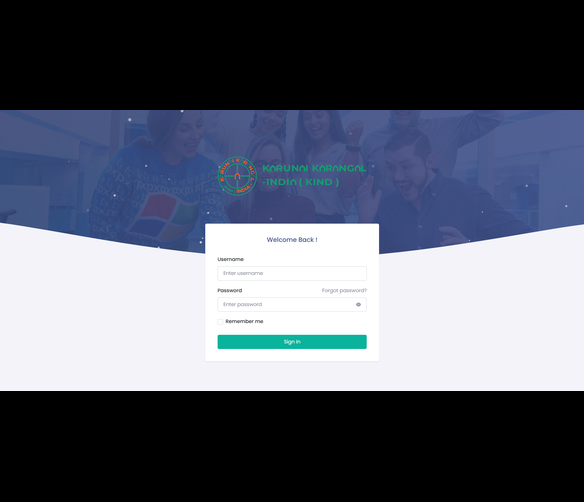 KARUNAI KARANGAL
-INDIA ( KIND )
Welcome Back !
Username
Enter username
Password
Forgot password?
Enter password
Remember me
Sign In